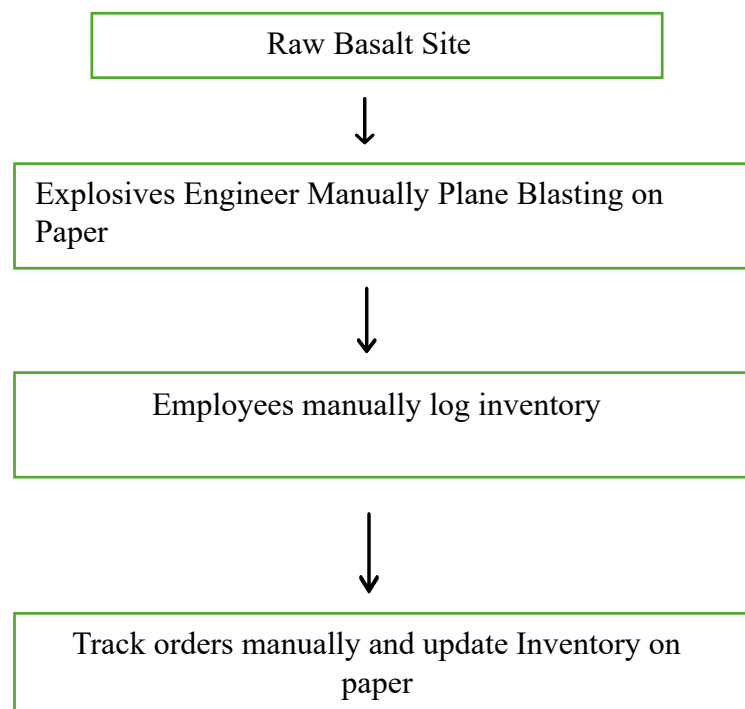 Raw Basalt Site
Explosives Engineer Manually Plane Blasting on
Paper
Employees manually log inventory
Track orders manually and update Inventory on
paper